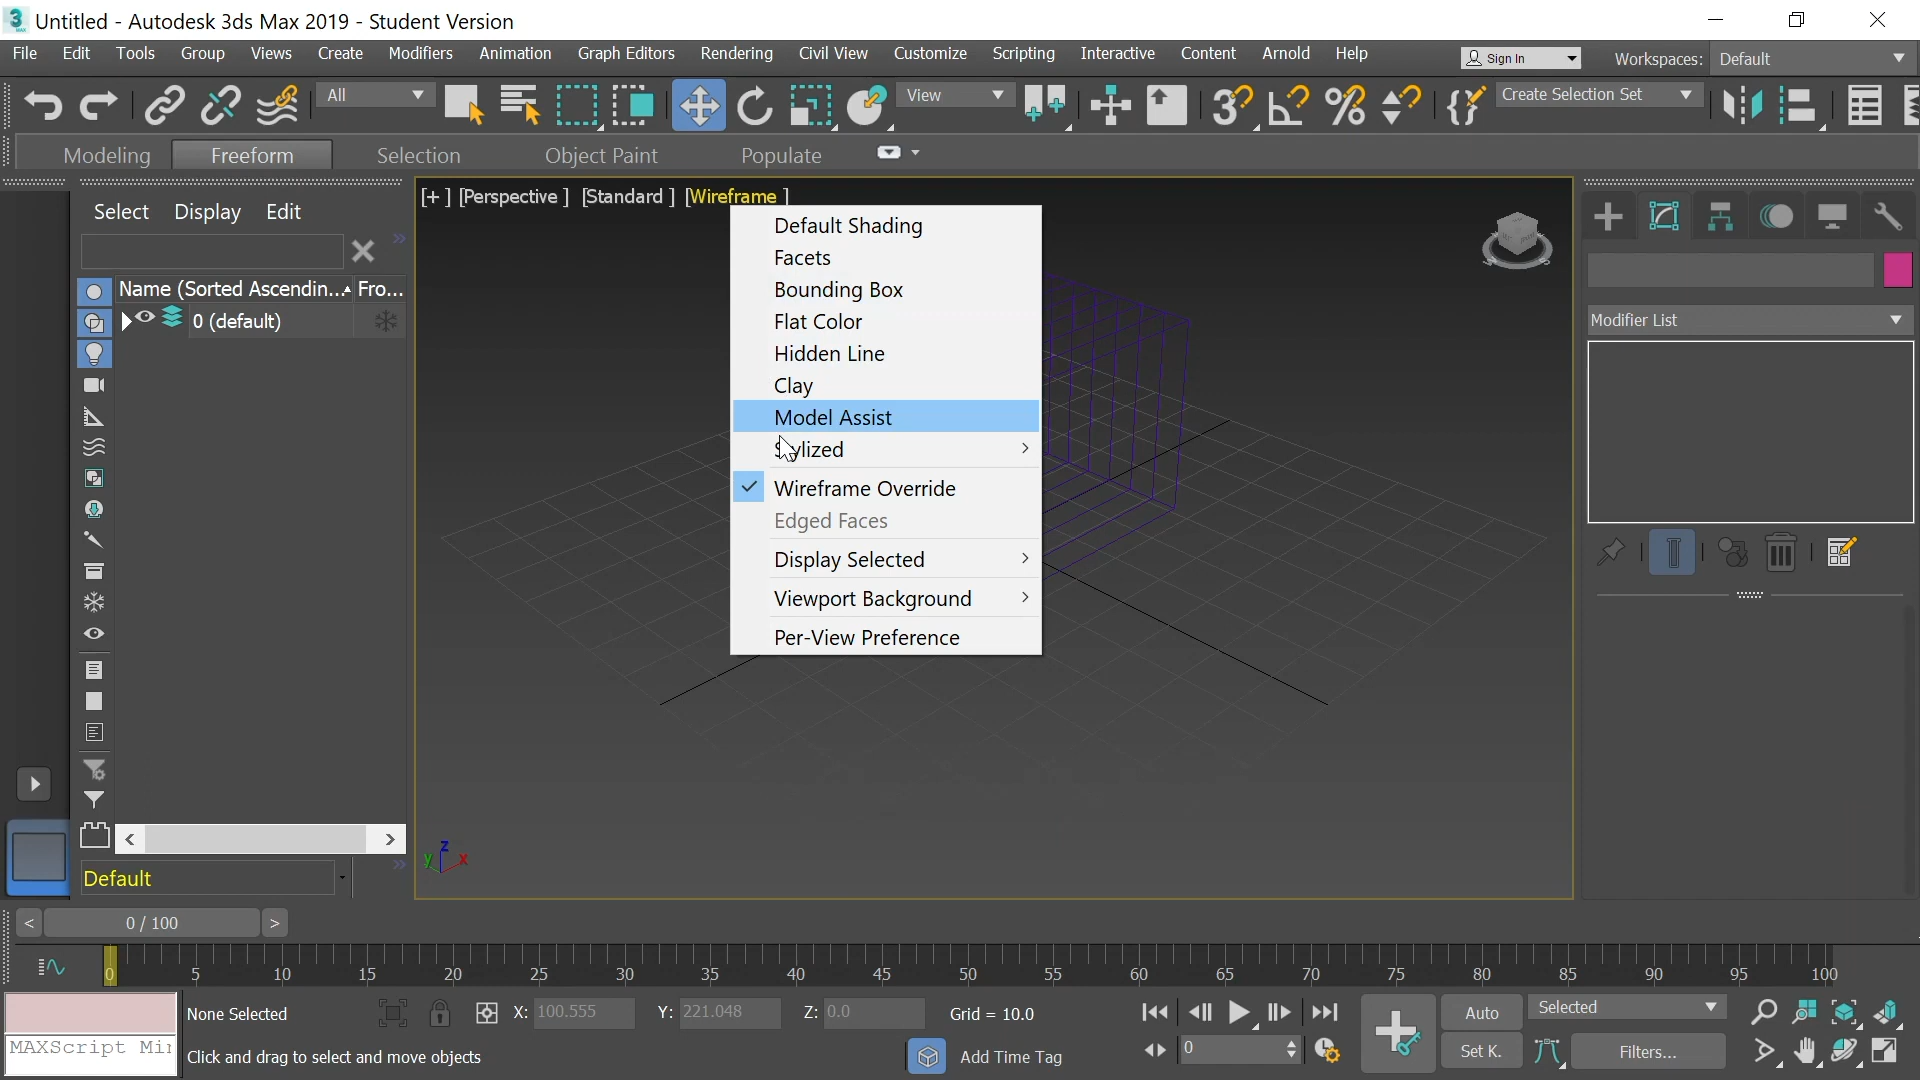 Untitled - Autodesk 3ds Max 2019 - Student Version
File Edit Tools Group Views Create Modifiers Animation Graph Editors Rendering Civil View Customize Scripting Interactive Content Arnold Help Sign In Workspaces: Default
All View Create Selection Set
Modeling Freeform Selection Object Paint Populate
Select Display Edit
[+] [Perspective] [Standard] [Wireframe]
Default Shading
Facets
Bounding Box
Flat Color
Hidden Line
Clay
Model Assist
Stylized
Wireframe Override
Edged Faces
Display Selected
Viewport Background
Per-View Preference
Name (Sorted Ascendin... Fro...
0 (default)
Modifier List
z
y x
Default
< 0 / 100 >
0 5 10 15 20 25 30 35 40 45 50 55 60 65 70 75 80 85 90 95 100
None Selected X: 100.555 Y: 221.048 Z: 0.0 Grid = 10.0 Auto Selected
MAXScript Mi
Click and drag to select and move objects Add Time Tag 0 Set K. Filters...